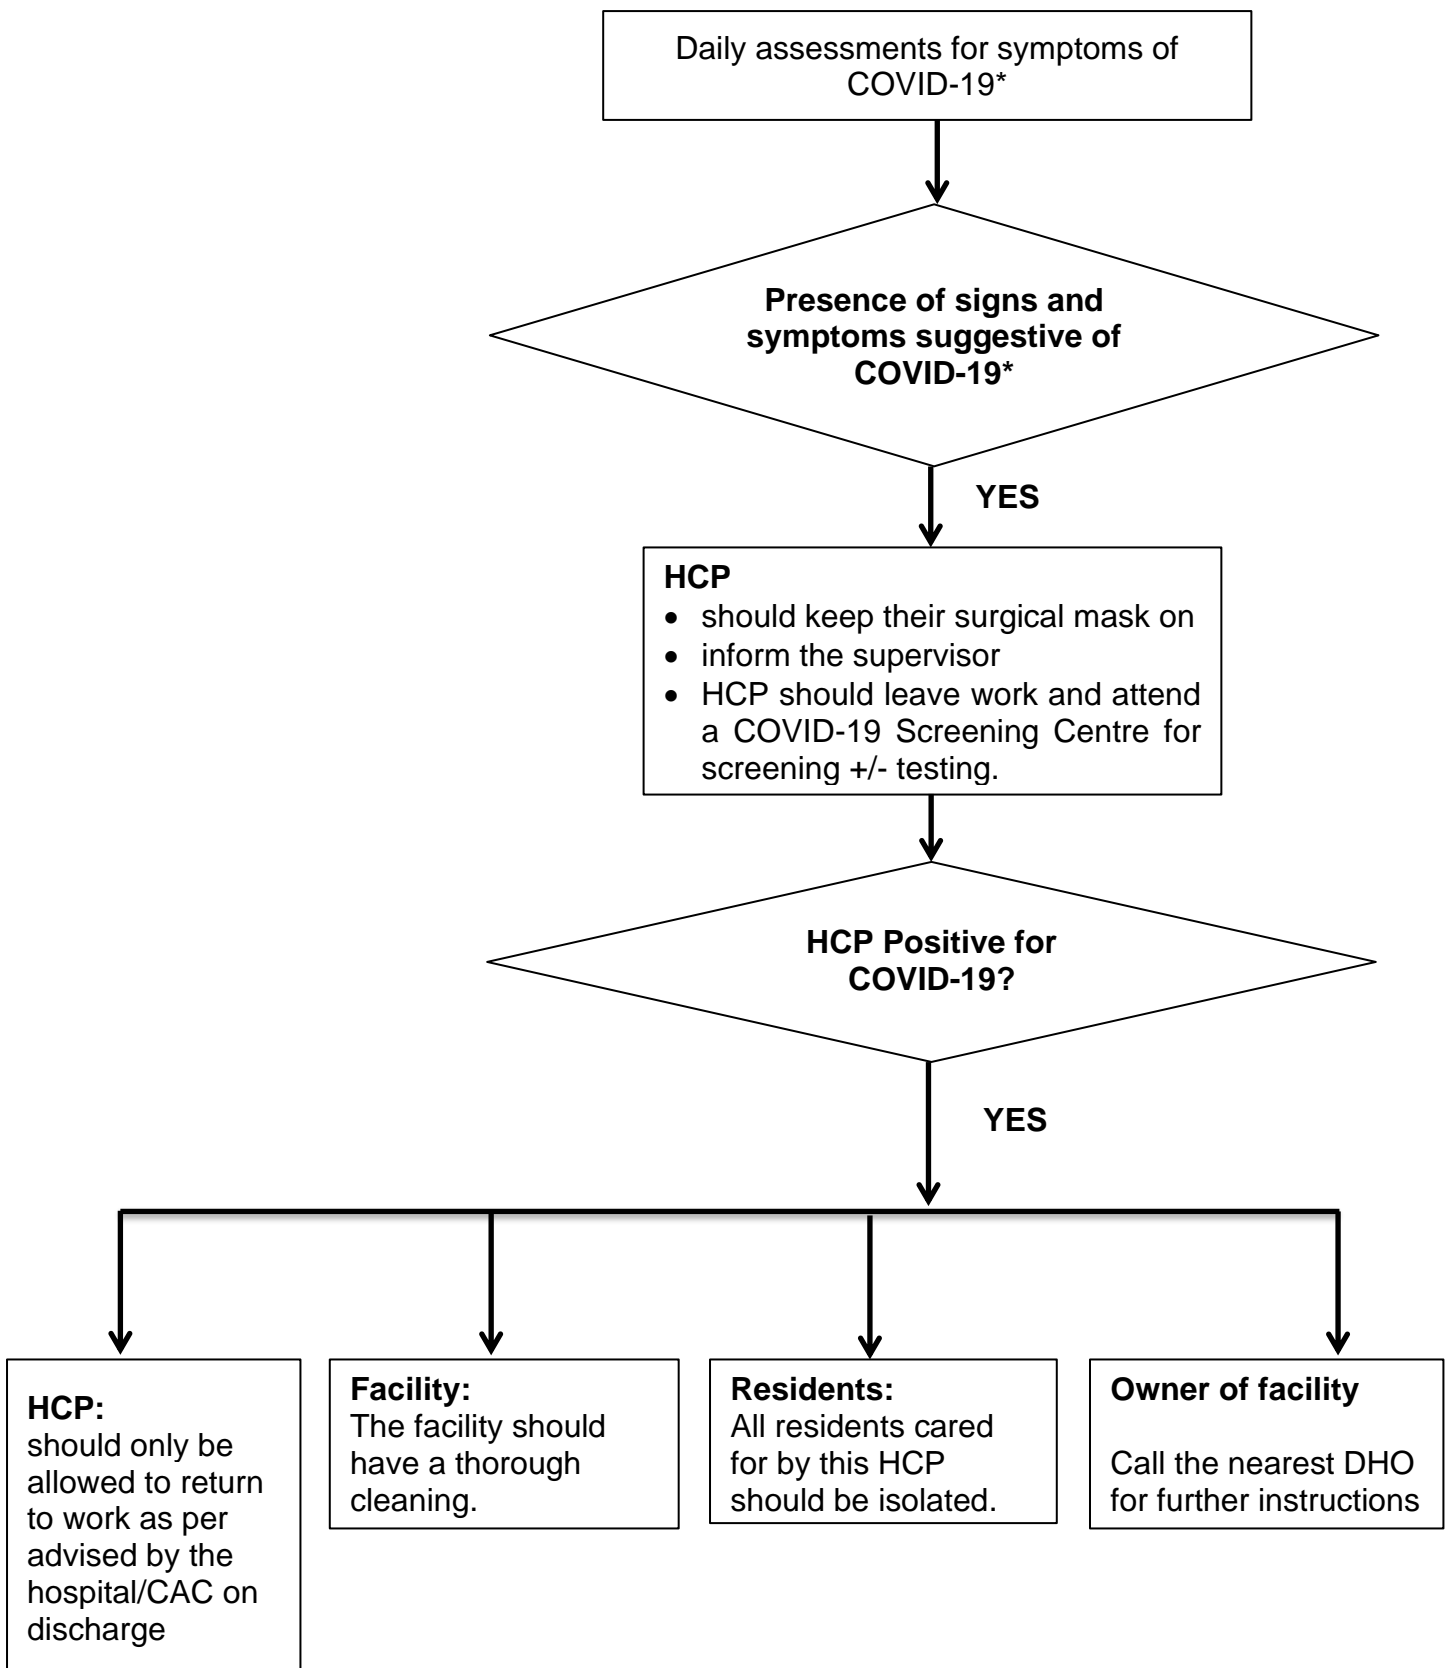 Daily assessments for symptoms of
COVID-19*
Presence of signs and
symptoms suggestive of
COVID-19*
YES
HCP
• should keep their surgical mask on
• inform the supervisor
• HCP should leave work and attend
a COVID-19 Screening Centre for
screening +/- testing.
HCP Positive for
COVID-19?
YES
HCP:
should only be
allowed to return
to work as per
advised by the
hospital/CAC on
discharge
Facility:
The facility should
have a thorough
cleaning.
Residents:
All residents cared
for by this HCP
should be isolated.
Owner of facility
Call the nearest DHO
for further instructions